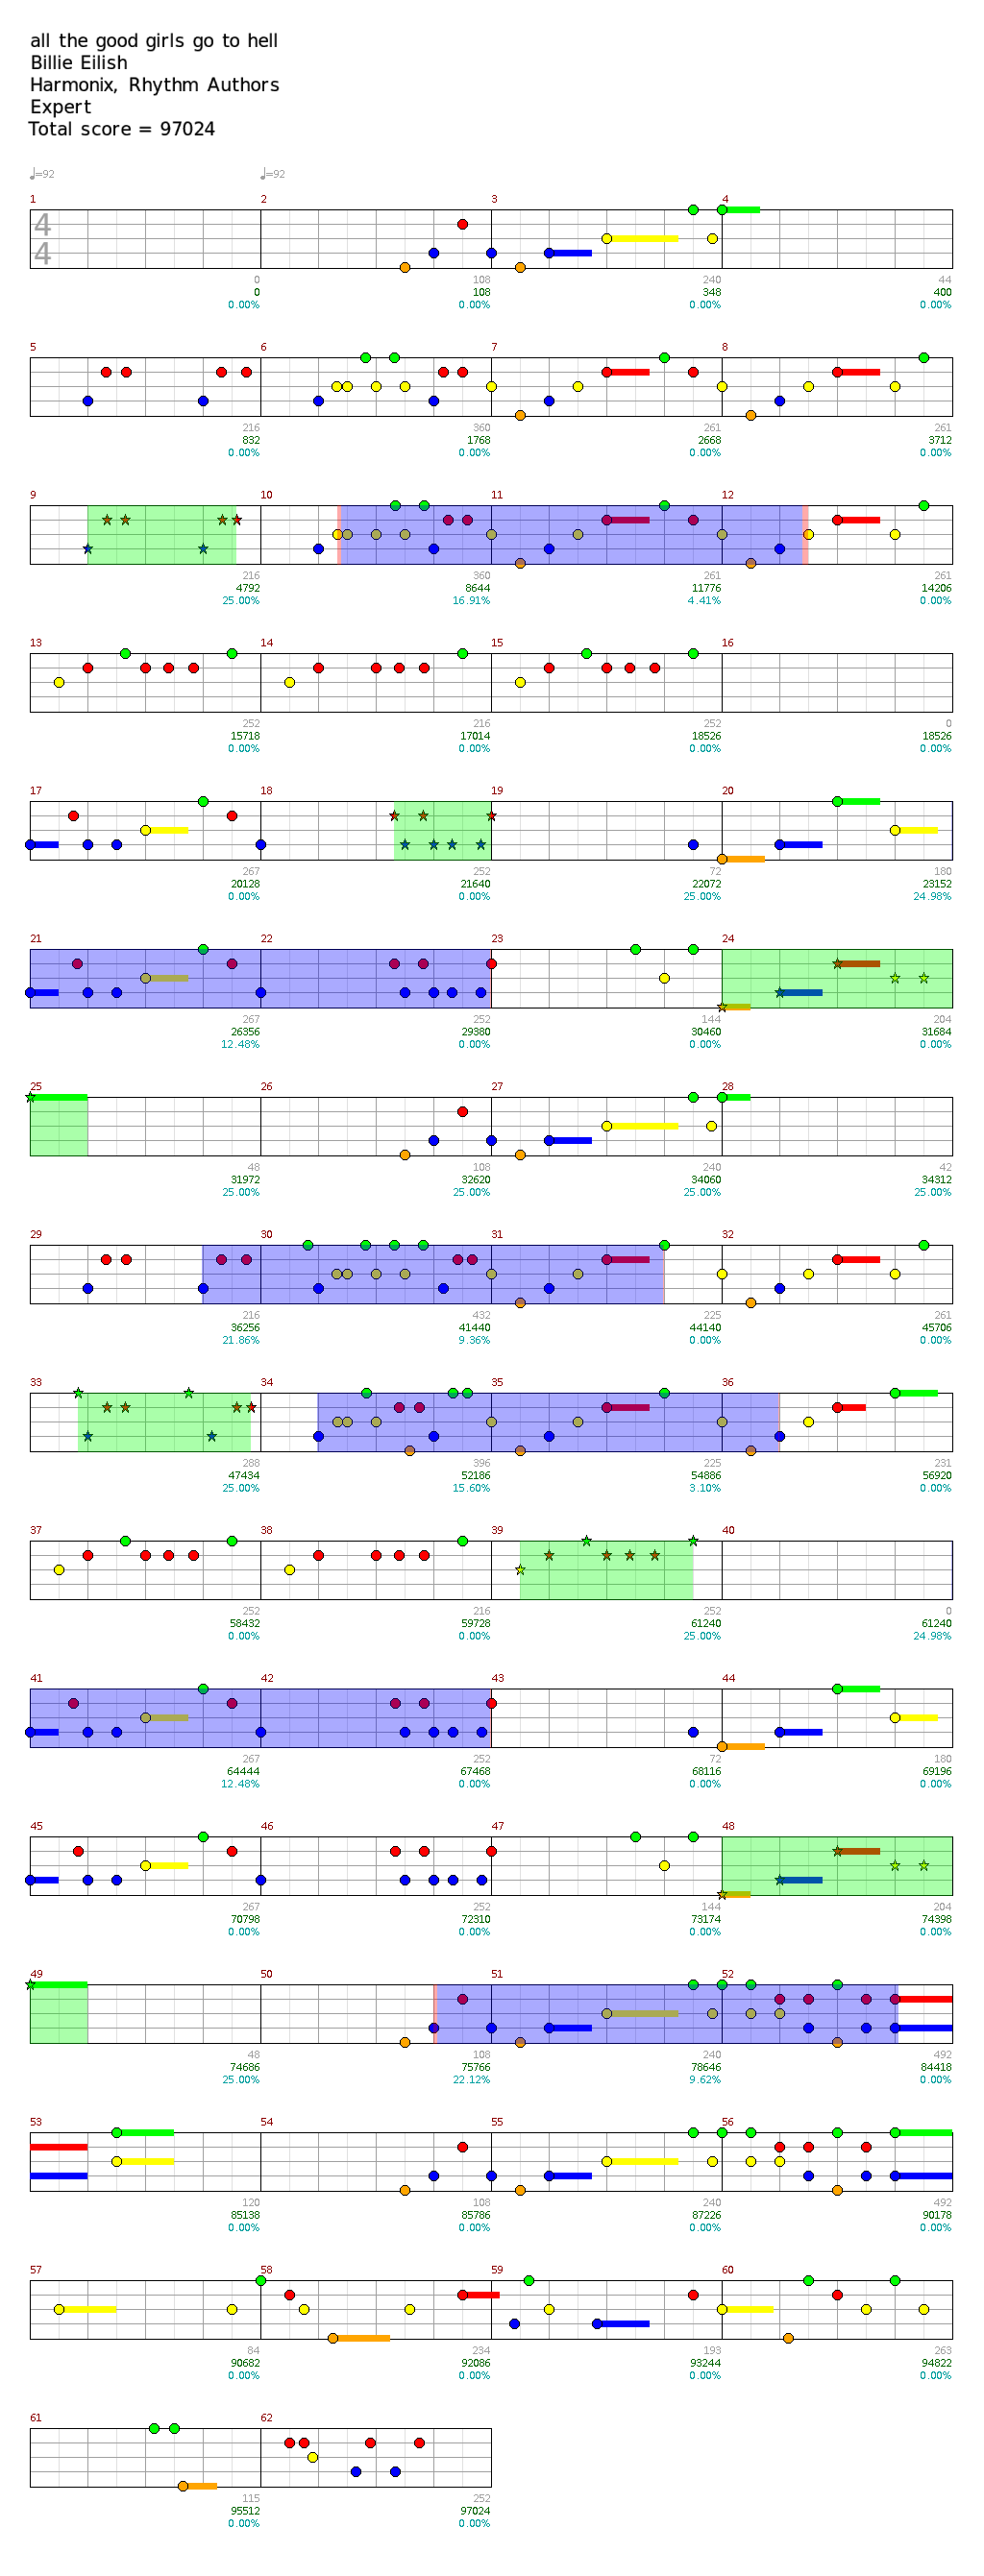 all the good girls go to hell
Billie Eilish
Harmonix, Rhythm Authors
Expert
Total score = 97024
♩=92 ♩=92
1 2 3 4
4
4
0 108 240 44
0 108 348 400
0.00% 0.00% 0.00% 0.00%
5 6 7 8
216 360 261 261
832 1768 2668 3712
0.00% 0.00% 0.00% 0.00%
9 10 11 12
216 360 261 261
4792 8644 11776 14206
25.00% 16.91% 4.41% 0.00%
13 14 15 16
252 216 252 0
15718 17014 18526 18526
0.00% 0.00% 0.00% 0.00%
17 18 19 20
267 252 72 180
20128 21640 22072 23152
0.00% 0.00% 25.00% 24.98%
21 22 23 24
267 252 144 204
26356 29380 30460 31684
12.48% 0.00% 0.00% 0.00%
25 26 27 28
48 108 240 42
31972 32620 34060 34312
25.00% 25.00% 25.00% 25.00%
29 30 31 32
216 432 225 261
36256 41440 44140 45706
21.86% 9.36% 0.00% 0.00%
33 34 35 36
288 396 225 231
47434 52186 54886 56920
25.00% 15.60% 3.10% 0.00%
37 38 39 40
252 216 252 0
58432 59728 61240 61240
0.00% 0.00% 25.00% 24.98%
41 42 43 44
267 252 72 180
64444 67468 68116 69196
12.48% 0.00% 0.00% 0.00%
45 46 47 48
267 252 144 204
70798 72310 73174 74398
0.00% 0.00% 0.00% 0.00%
49 50 51 52
48 108 240 492
74686 75766 78646 84418
25.00% 22.12% 9.62% 0.00%
53 54 55 56
120 108 240 492
85138 85786 87226 90178
0.00% 0.00% 0.00% 0.00%
57 58 59 60
84 234 193 263
90682 92086 93244 94822
0.00% 0.00% 0.00% 0.00%
61 62
115 252
95512 97024
0.00% 0.00%